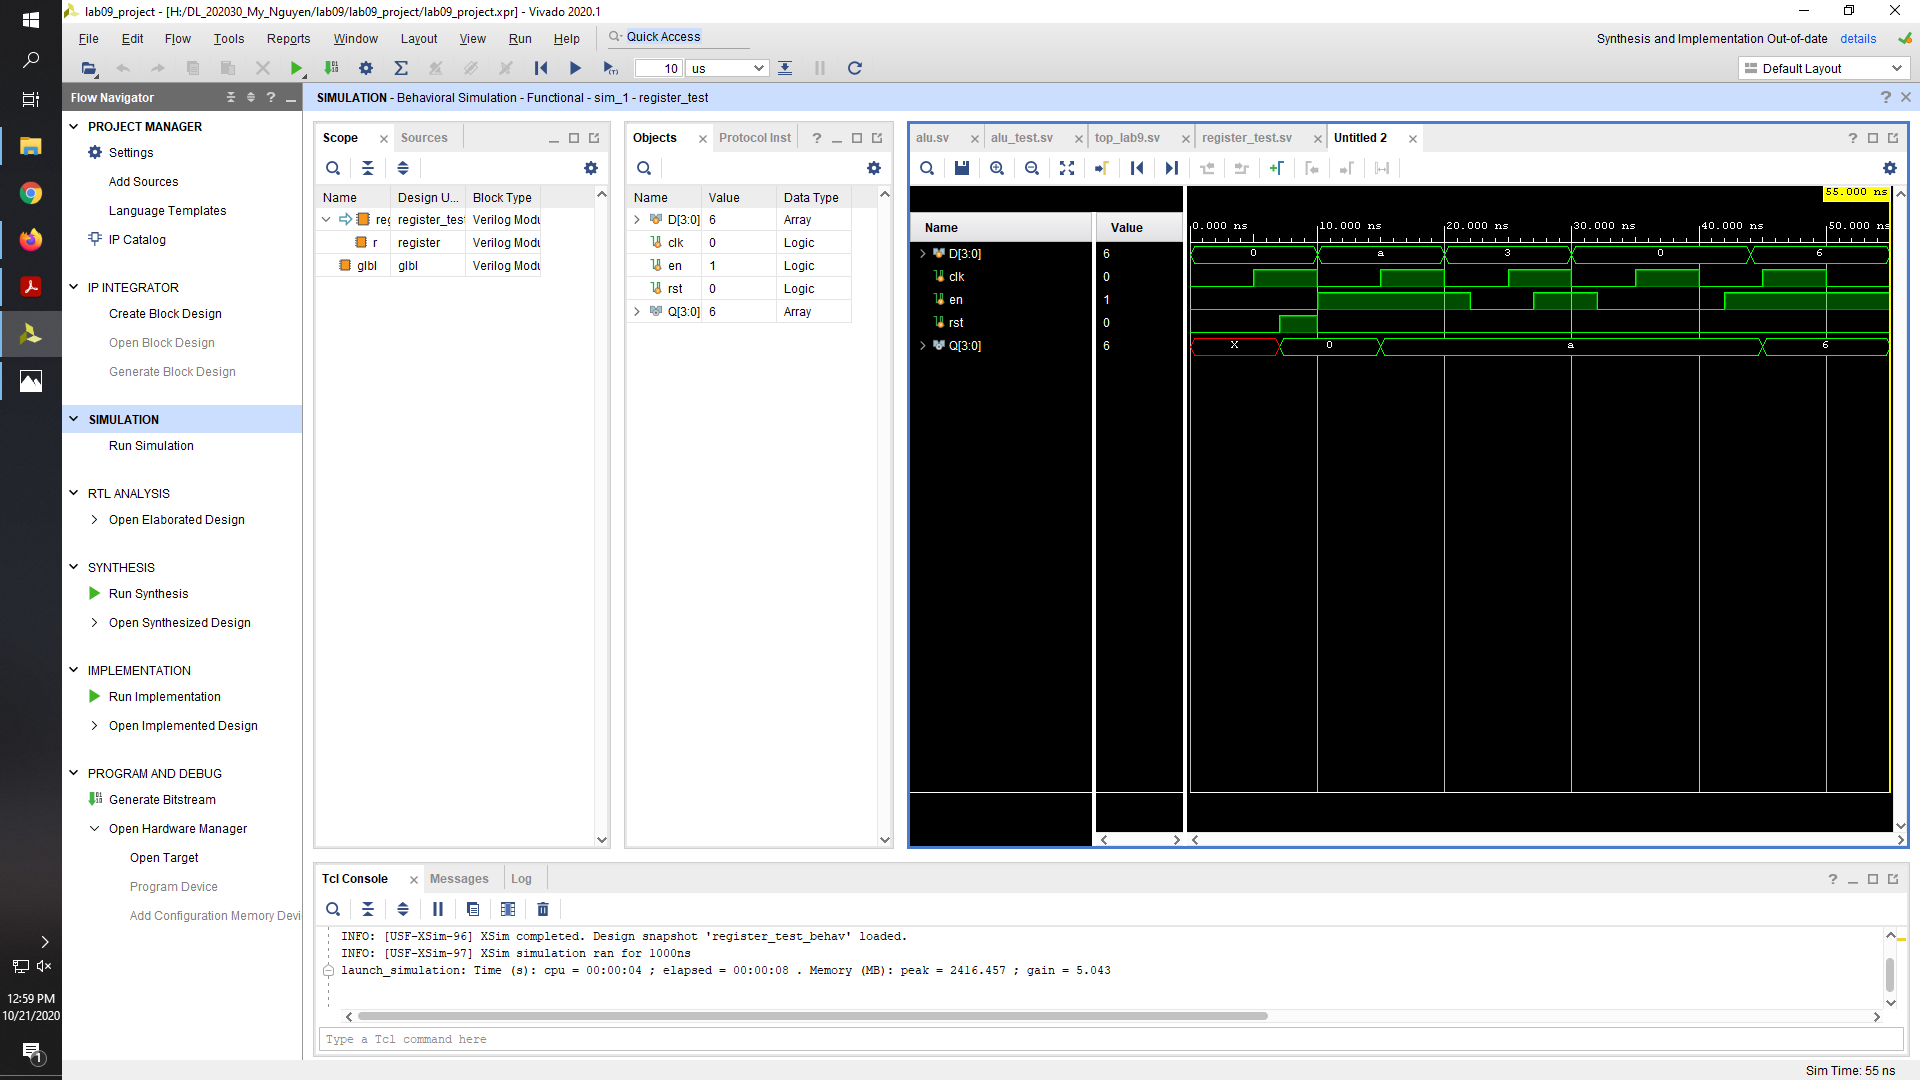 lab09_project - [H:/DL_202030_My_Nguyen/lab09/lab09_project/lab09_project.xpr] - Vivado 2020.1
File Edit Flow Tools Reports Window Layout View Run Help Quick Access
Synthesis and Implementation Out-of-date details
10 us
Default Layout
Flow Navigator
SIMULATION - Behavioral Simulation - Functional - sim_1 - register_test
PROJECT MANAGER
Settings
Add Sources
Language Templates
IP Catalog
IP INTEGRATOR
Create Block Design
Open Block Design
Generate Block Design
SIMULATION
Run Simulation
RTL ANALYSIS
Open Elaborated Design
SYNTHESIS
Run Synthesis
Open Synthesized Design
IMPLEMENTATION
Run Implementation
Open Implemented Design
PROGRAM AND DEBUG
Generate Bitstream
Open Hardware Manager
Open Target
Program Device
Add Configuration Memory Devi
Scope Sources
Name Design U... Block Type
reg register_test Verilog Modu
r register Verilog Modu
glbl glbl Verilog Modu
Objects Protocol Inst
Name Value Data Type
D[3:0] 6 Array
clk 0 Logic
en 1 Logic
rst 0 Logic
Q[3:0] 6 Array
alu.sv alu_test.sv top_lab9.sv register_test.sv Untitled 2
55.000 ns
Name Value
0.000 ns 10.000 ns 20.000 ns 30.000 ns 40.000 ns 50.000 ns
D[3:0] 6 0 a 3 0 6
clk 0
en 1
rst 0
Q[3:0] 6 X 0 a 6
Tcl Console Messages Log
INFO: [USF-XSim-96] XSim completed. Design snapshot 'register_test_behav' loaded.
INFO: [USF-XSim-97] XSim simulation ran for 1000ns
launch_simulation: Time (s): cpu = 00:00:04 ; elapsed = 00:00:08 . Memory (MB): peak = 2416.457 ; gain = 5.043
Type a Tcl command here
Sim Time: 55 ns
12:59 PM
10/21/2020
1